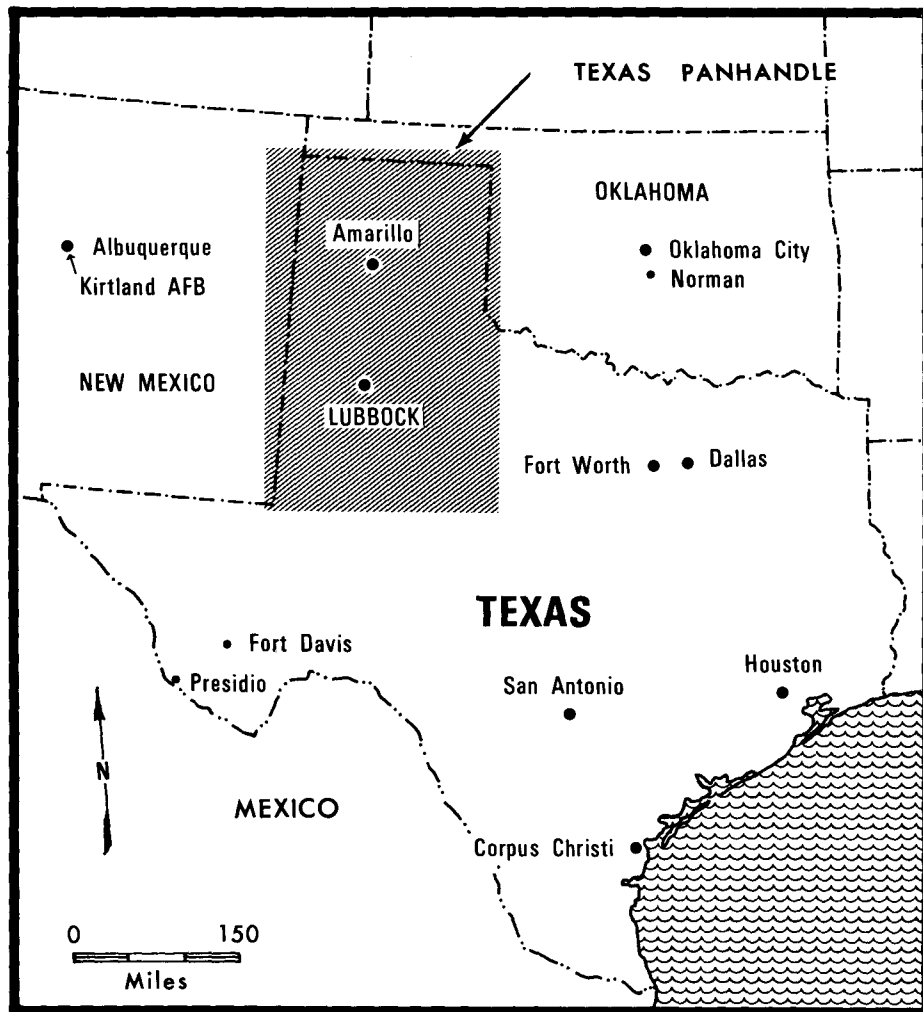 TEXAS PANHANDLE
OKLAHOMA
Amarillo
Albuquerque
Oklahoma City
Kirtland AFB
Norman
NEW MEXICO
LUBBOCK
Fort Worth
Dallas
TEXAS
Fort Davis
Presidio
San Antonio
Houston
N
MEXICO
Corpus Christi
0 150
Miles